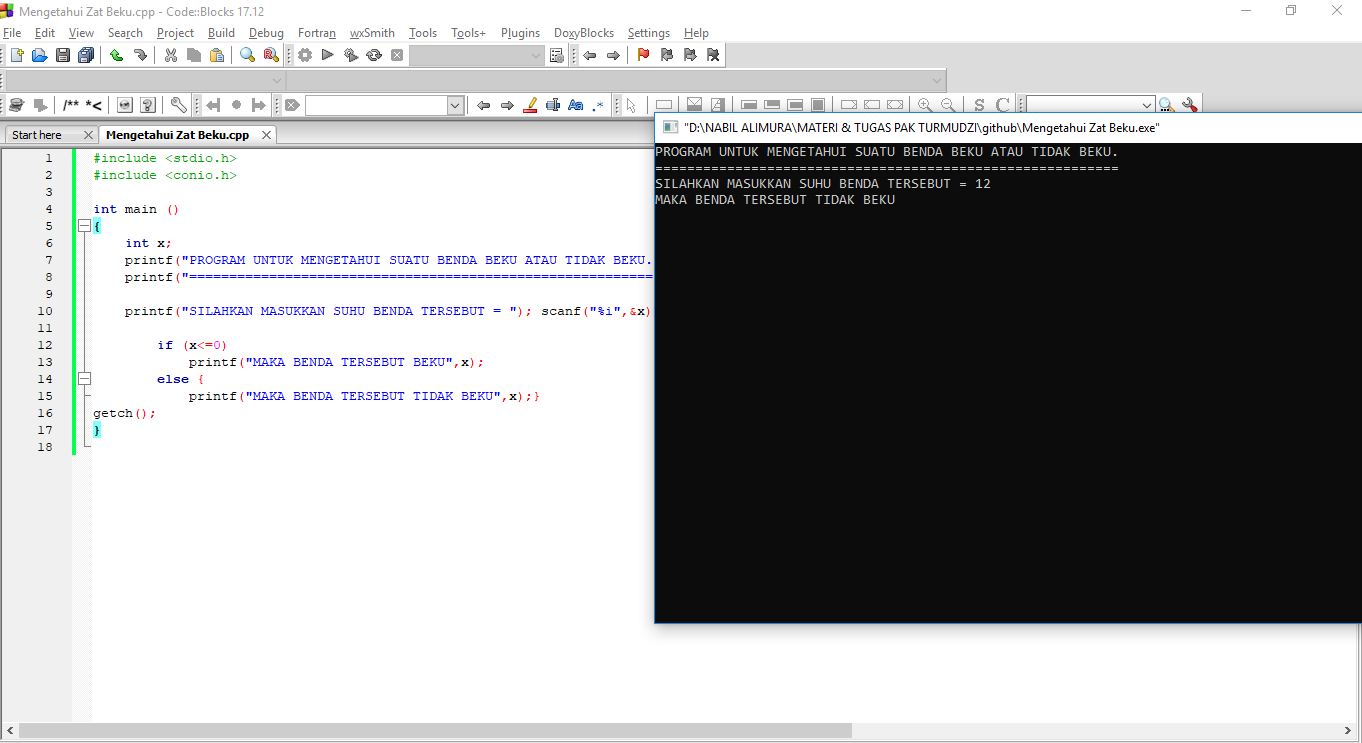 Mengetahui Zat Beku.cpp - Code::Blocks 17.12
File Edit View Search Project Build Debug Fortran wxSmith Tools Tools+ Plugins DoxyBlocks Settings Help
/** *<
Aa .*
S C
Start here
Mengetahui Zat Beku.cpp
1 #include <stdio.h>
2 #include <conio.h>
3
4 int main ()
5 {
6 int x;
7 printf("PROGRAM UNTUK MENGETAHUI SUATU BENDA BEKU ATAU TIDAK BEKU.
8 printf("==========================================================
9
10 printf("SILAHKAN MASUKKAN SUHU BENDA TERSEBUT = "); scanf("%i",&x)
11
12 if (x<=0)
13 printf("MAKA BENDA TERSEBUT BEKU",x);
14 else {
15 printf("MAKA BENDA TERSEBUT TIDAK BEKU",x);}
16 getch();
17 }
18
"D:\NABIL ALIMURA\MATERI & TUGAS PAK TURMUDZI\github\Mengetahui Zat Beku.exe"
PROGRAM UNTUK MENGETAHUI SUATU BENDA BEKU ATAU TIDAK BEKU.
==========================================================
SILAHKAN MASUKKAN SUHU BENDA TERSEBUT = 12
MAKA BENDA TERSEBUT TIDAK BEKU